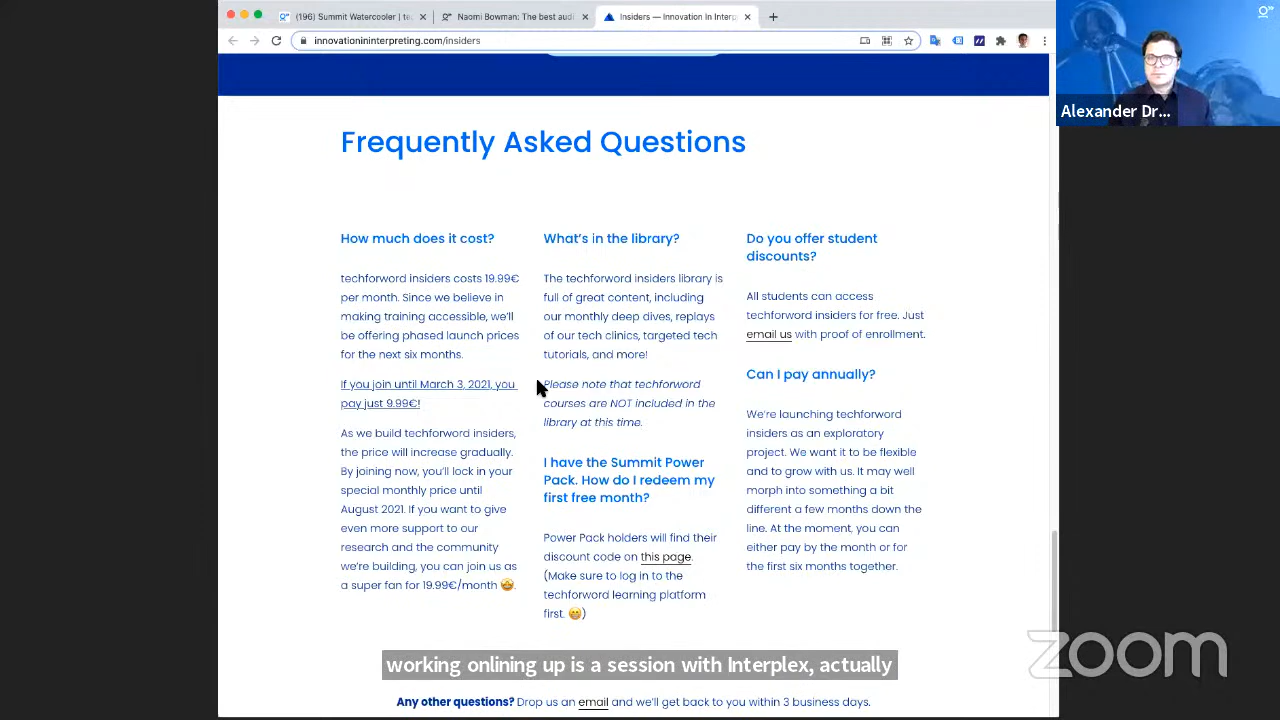 (196) Summit Watercooler | te
Naomi Bowman: The best audi
Insiders — Innovation In Interp
innovationininterpreting.com/insiders
Alexander Dr...
Frequently Asked Questions
How much does it cost?
techforword insiders costs 19.99€
per month. Since we believe in
making training accessible, we'll
be offering phased launch prices
for the next six months.
If you join until March 3, 2021, you
pay just 9.99€!
As we build techforword insiders,
the price will increase gradually.
By joining now, you'll lock in your
special monthly price until
August 2021. If you want to give
even more support to our
research and the community
we're building, you can join us as
a super fan for 19.99€/month 🤩.
What's in the library?
The techforword insiders library is
full of great content, including
our monthly deep dives, replays
of our tech clinics, targeted tech
tutorials, and more!
Please note that techforword
courses are NOT included in the
library at this time.
I have the Summit Power
Pack. How do I redeem my
first free month?
Power Pack holders will find their
discount code on this page.
(Make sure to log in to the
techforword learning platform
first. 😁)
Do you offer student
discounts?
All students can access
techforword insiders for free. Just
email us with proof of enrollment.
Can I pay annually?
We're launching techforword
insiders as an exploratory
project. We want it to be flexible
and to grow with us. It may well
morph into something a bit
different a few months down the
line. At the moment, you can
either pay by the month or for
the first six months together.
zoom
working onlining up is a session with Interplex, actually
Any other questions? Drop us an email and we'll get back to you within 3 business days.